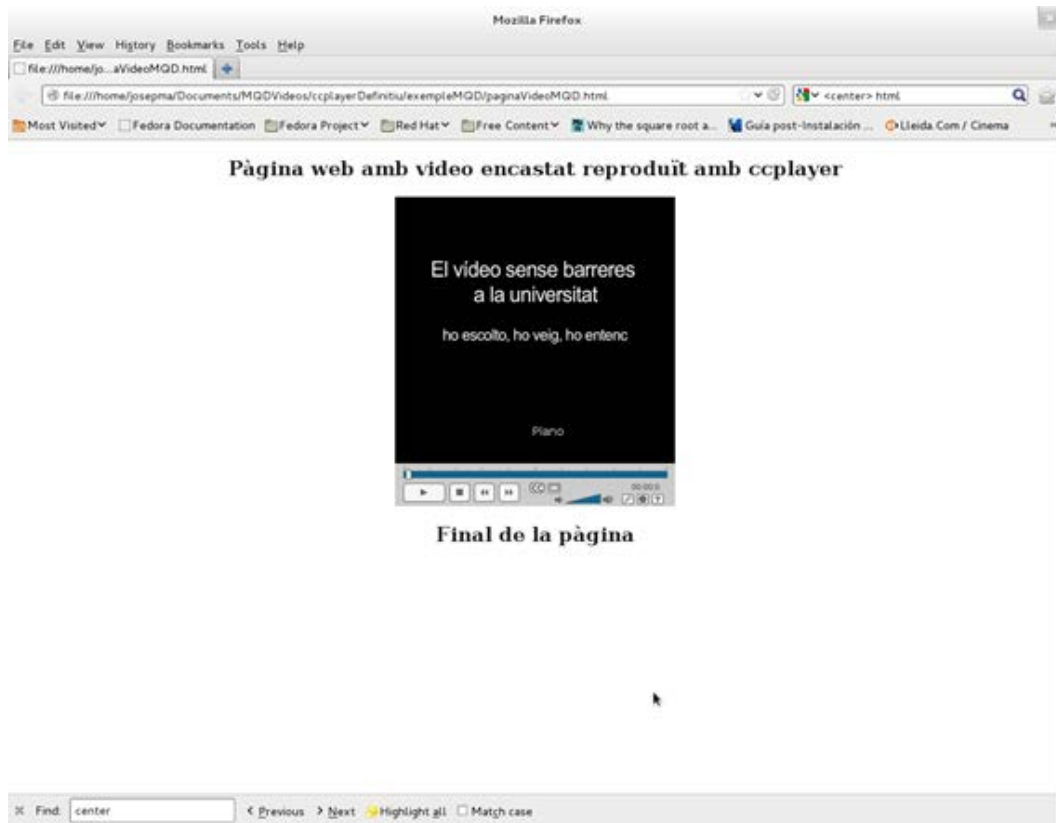 Mozilla Firefox
File Edit View History Bookmarks Tools Help
file:///home/jo...aVideoMQD.html
file:///home/josepma/Documents/MQDVideos/ccplayerDefinitiu/exempleMQD/paginaVideoMQD.html <center> html
Most Visited Fedora Documentation Fedora Project Red Hat Free Content Why the square root a... Guía post-Instalación ... Lleida.Com / Cinema
Pàgina web amb video encastat reproduït amb ccplayer
El vídeo sense barreres
a la universitat
ho escolto, ho veig, ho entenc
Piano
CC
Final de la pàgina
Find: center Previous Next Highlight all Match case